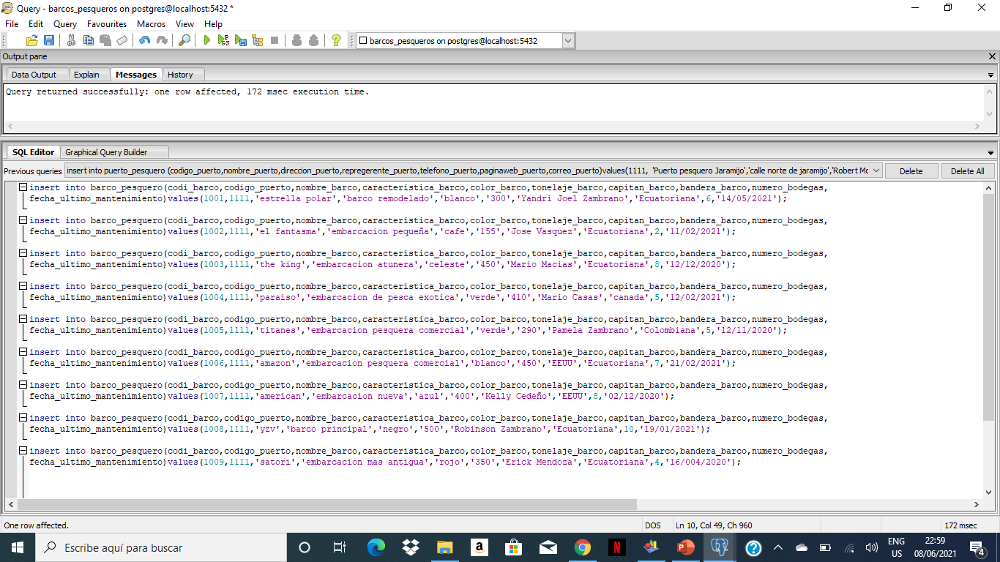 Query - barcos_pesqueros on postgres@localhost:5432 *
File Edit Query Favourites Macros View Help
barcos_pesqueros on postgres@localhost:5432
Output pane
Data Output Explain Messages History
Query returned successfully: one row affected, 172 msec execution time.
SQL Editor Graphical Query Builder
Previous queries insert into puerto_pesquero (codigo_puerto,nombre_puerto,direccion_puerto,repregerente_puerto,telefono_puerto,paginaweb_puerto,correo_puerto)values(1111, 'Puerto pesquero Jaramijo','calle norte de jaramijo','Robert Mc Delete Delete All
insert into barco_pesquero(codi_barco,codigo_puerto,nombre_barco,caracteristica_barco,color_barco,tonelaje_barco,capitan_barco,bandera_barco,numero_bodegas,
fecha_ultimo_mantenimiento)values(1001,1111,'estrella polar','barco remodelado','blanco','300','Yandri Joel Zambrano','Ecuatoriana',6,'14/05/2021');
insert into barco_pesquero(codi_barco,codigo_puerto,nombre_barco,caracteristica_barco,color_barco,tonelaje_barco,capitan_barco,bandera_barco,numero_bodegas,
fecha_ultimo_mantenimiento)values(1002,1111,'el fantasma','embarcacion pequeña','cafe','155','Jose Vasquez','Ecuatoriana',2,'11/02/2021');
insert into barco_pesquero(codi_barco,codigo_puerto,nombre_barco,caracteristica_barco,color_barco,tonelaje_barco,capitan_barco,bandera_barco,numero_bodegas,
fecha_ultimo_mantenimiento)values(1003,1111,'the king','embarcacion atunera','celeste','450','Mario Macias','Ecuatoriana',8,'12/12/2020');
insert into barco_pesquero(codi_barco,codigo_puerto,nombre_barco,caracteristica_barco,color_barco,tonelaje_barco,capitan_barco,bandera_barco,numero_bodegas,
fecha_ultimo_mantenimiento)values(1004,1111,'paraiso','embarcacion de pesca exotica','verde','410','Mario Casas','canada',5,'12/02/2021');
insert into barco_pesquero(codi_barco,codigo_puerto,nombre_barco,caracteristica_barco,color_barco,tonelaje_barco,capitan_barco,bandera_barco,numero_bodegas,
fecha_ultimo_mantenimiento)values(1005,1111,'titanes','embarcacion pesquera comercial','verde','290','Pamela Zambrano','Colombiana',5,'12/11/2020');
insert into barco_pesquero(codi_barco,codigo_puerto,nombre_barco,caracteristica_barco,color_barco,tonelaje_barco,capitan_barco,bandera_barco,numero_bodegas,
fecha_ultimo_mantenimiento)values(1006,1111,'amazon','embarcacion pesquera comercial','blanco','450','EEUU','Ecuatoriana',7,'21/02/2021');
insert into barco_pesquero(codi_barco,codigo_puerto,nombre_barco,caracteristica_barco,color_barco,tonelaje_barco,capitan_barco,bandera_barco,numero_bodegas,
fecha_ultimo_mantenimiento)values(1007,1111,'american','embarcacion nueva','azul','400','Kelly Cedeño','EEUU',8,'02/12/2020');
insert into barco_pesquero(codi_barco,codigo_puerto,nombre_barco,caracteristica_barco,color_barco,tonelaje_barco,capitan_barco,bandera_barco,numero_bodegas,
fecha_ultimo_mantenimiento)values(1008,1111,'yzv','barco principal','negro','500','Robinson Zambrano','Ecuatoriana',10,'19/01/2021');
insert into barco_pesquero(codi_barco,codigo_puerto,nombre_barco,caracteristica_barco,color_barco,tonelaje_barco,capitan_barco,bandera_barco,numero_bodegas,
fecha_ultimo_mantenimiento)values(1009,1111,'satori','embarcacion mas antigua','rojo','350','Erick Mendoza','Ecuatoriana',4,'16/004/2020');
One row affected. DOS Ln 10, Col 49, Ch 960 172 msec
Escribe aquí para buscar
ENG
US
22:59
08/06/2021
4